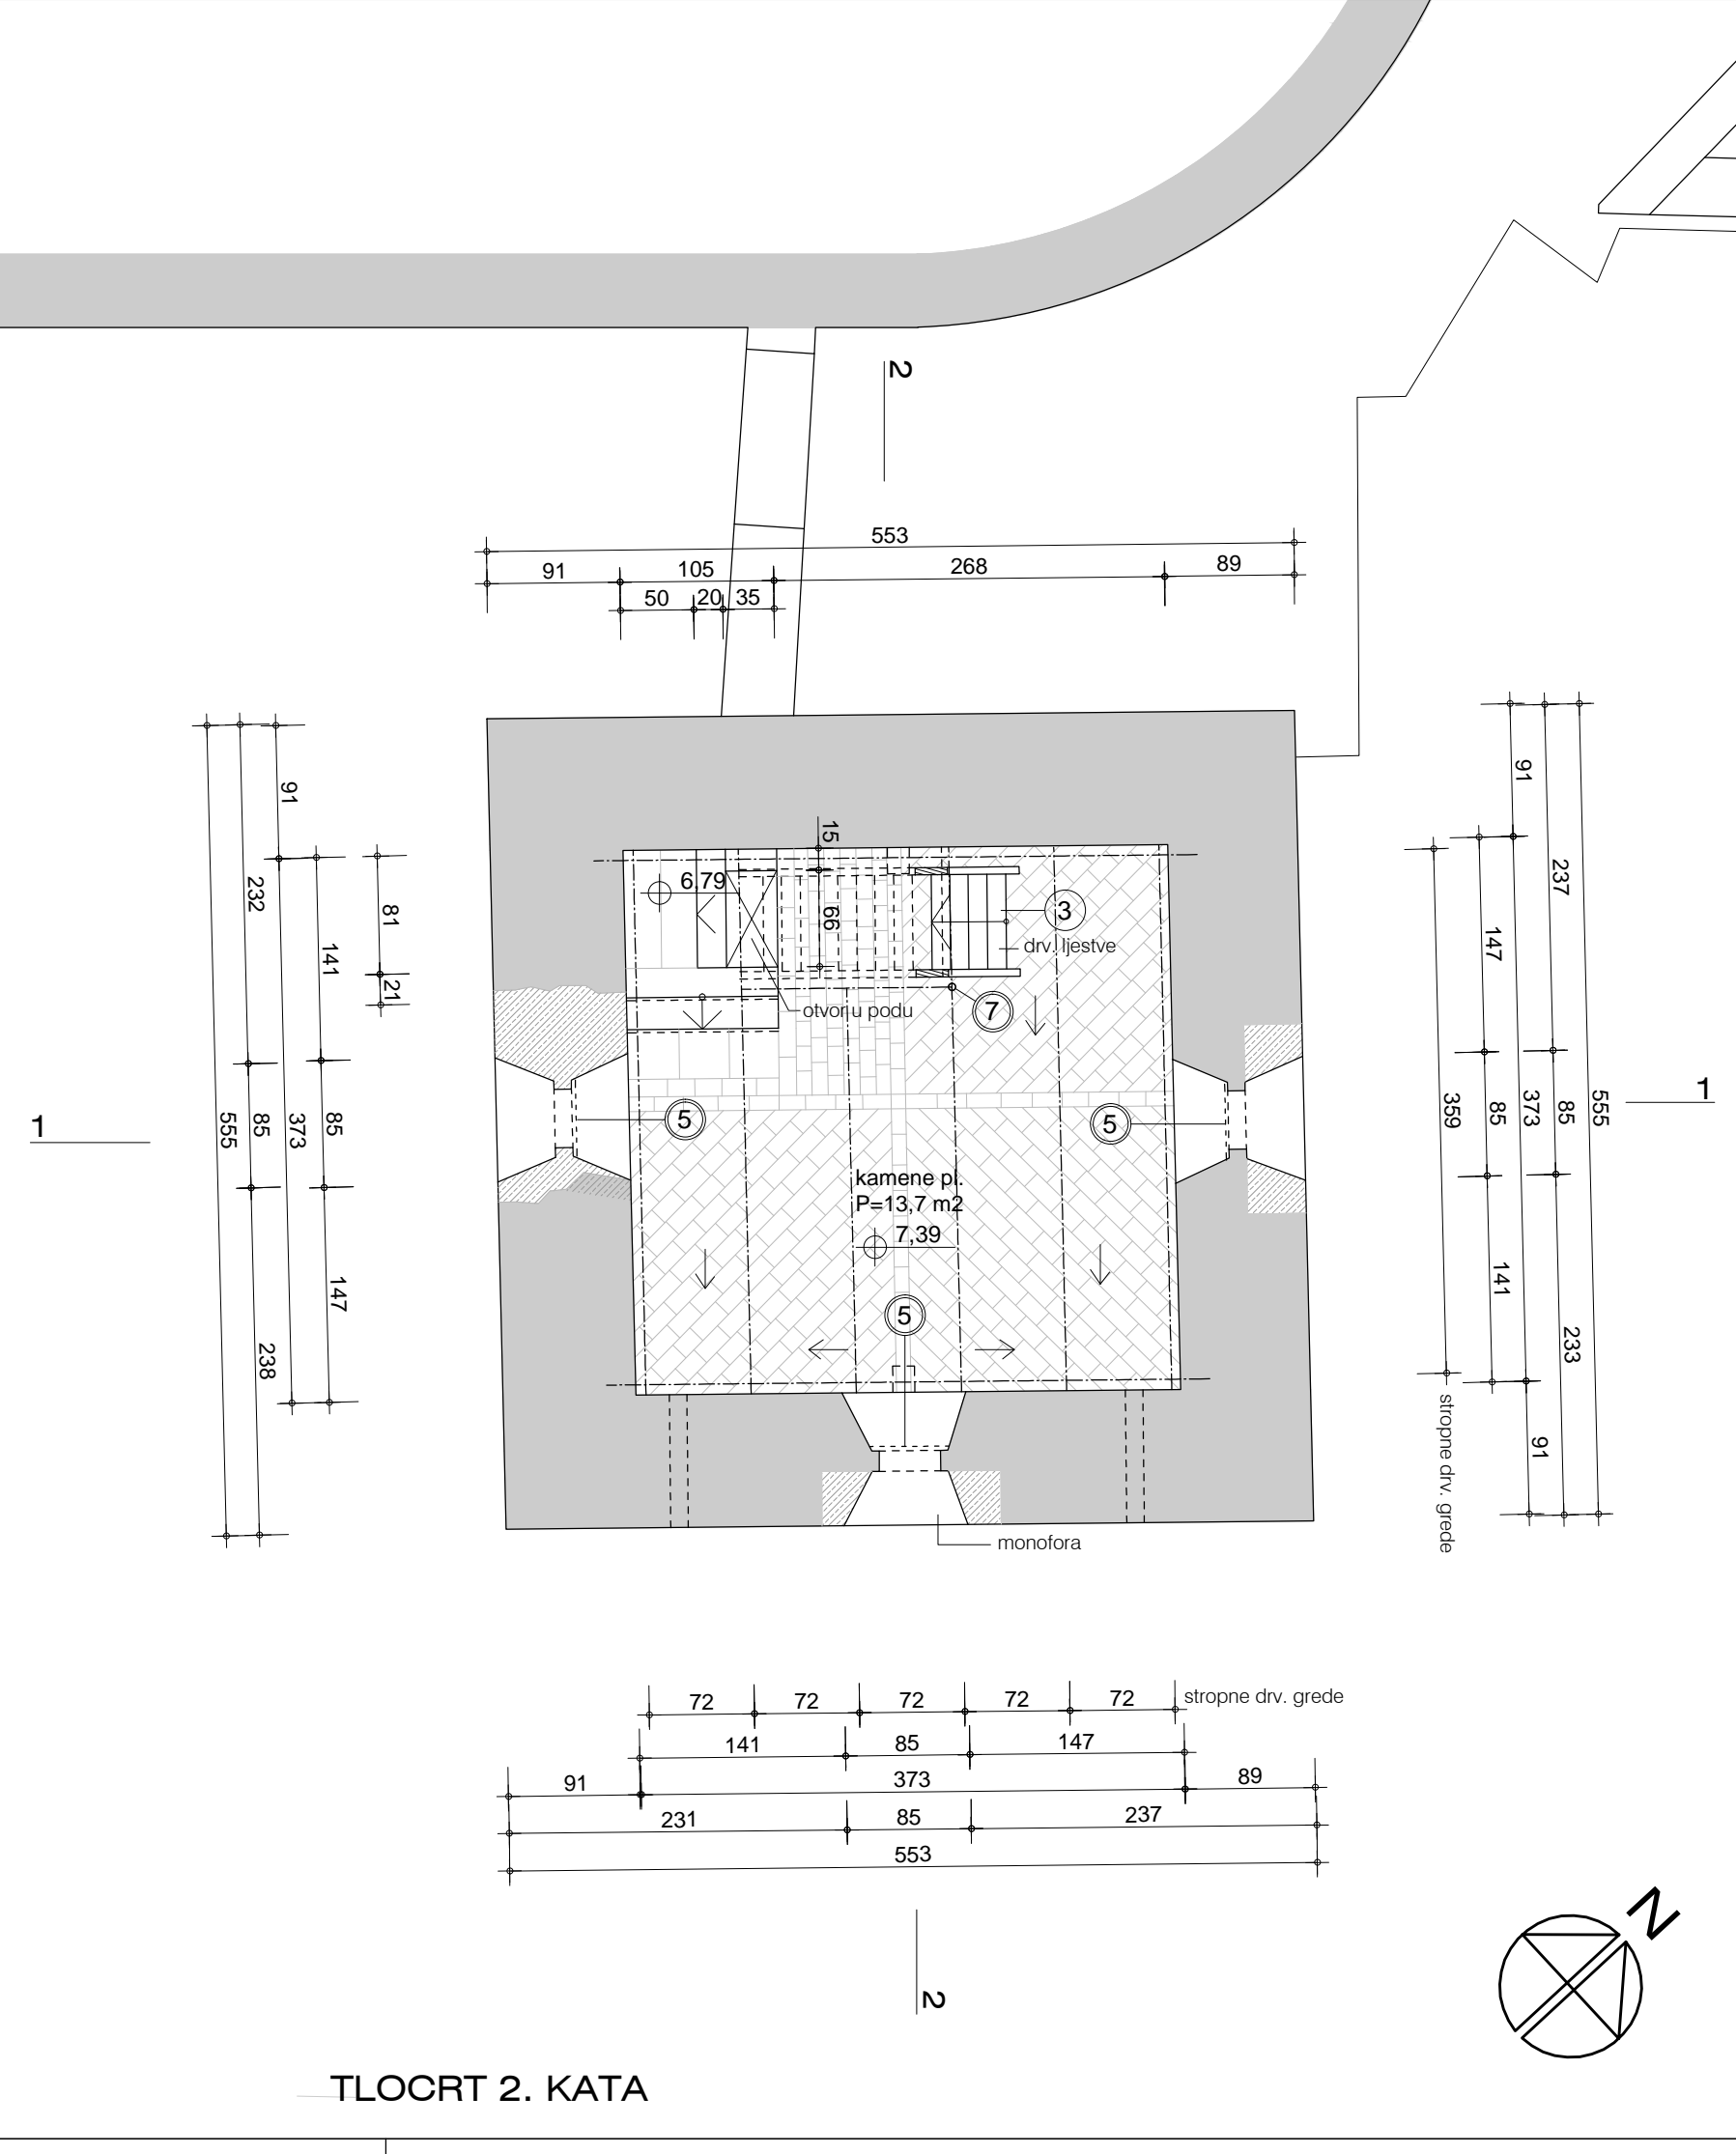 2
553
91 105 268 89
50 20 35
15
6,79
66
3
drv. ljestve
otvor u podu
7
91
232
81
141
21
555
85
373
85
147
238
91
237
147
359
85
373
85
555
141
233
91
stropne drv. grede
1
1
5
5
kamene pl.
P=13,7 m2
7,39
5
monofora
72 72 72 72 72 stropne drv. grede
141 85 147
91 373 89
231 85 237
553
2
N
TLOCRT 2. KATA